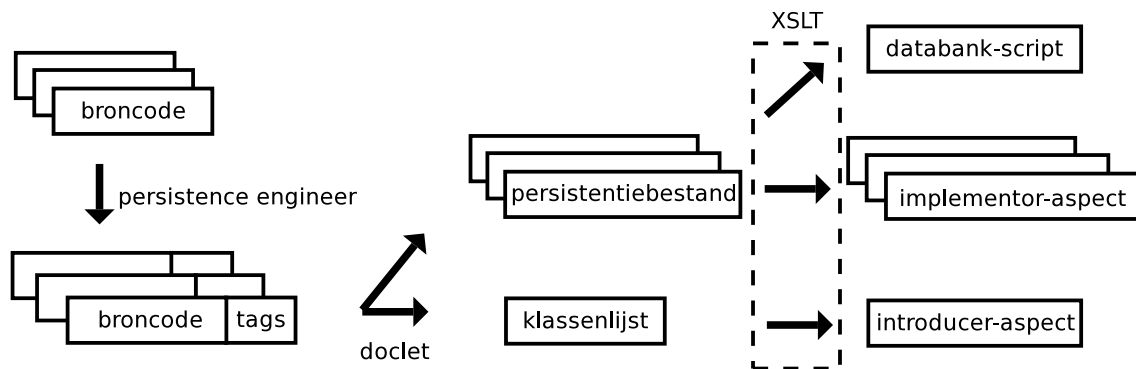 XSLT
databank-script
broncode
persistence engineer
persistentiebestand
implementor-aspect
broncode
tags
doclet
klassenlijst
introducer-aspect